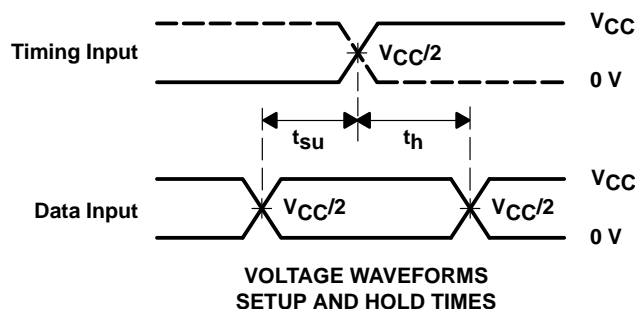 VCC
Timing Input
VCC/2
0 V
tsu
th
VCC
Data Input
VCC/2
VCC/2
0 V
VOLTAGE WAVEFORMS
SETUP AND HOLD TIMES